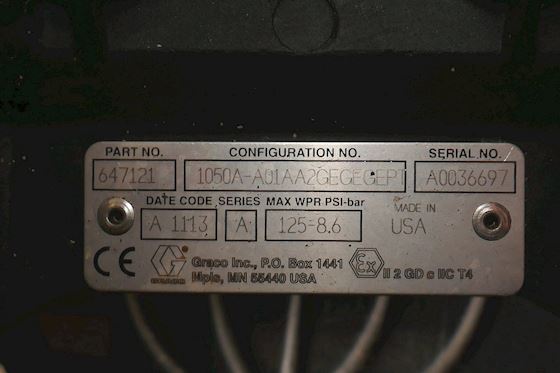 PART NO. CONFIGURATION NO. SERIAL NO.
647121 1050A-A01AA2GEGEGEPT A0036697
DATE CODE SERIES MAX WPR PSI-bar MADE IN
A 1113 A 125-8.6 USA
CE GRACO Graco Inc., P.O. Box 1441 Ex II 2 GD c IIC T4
Mpls, MN 55440 USA